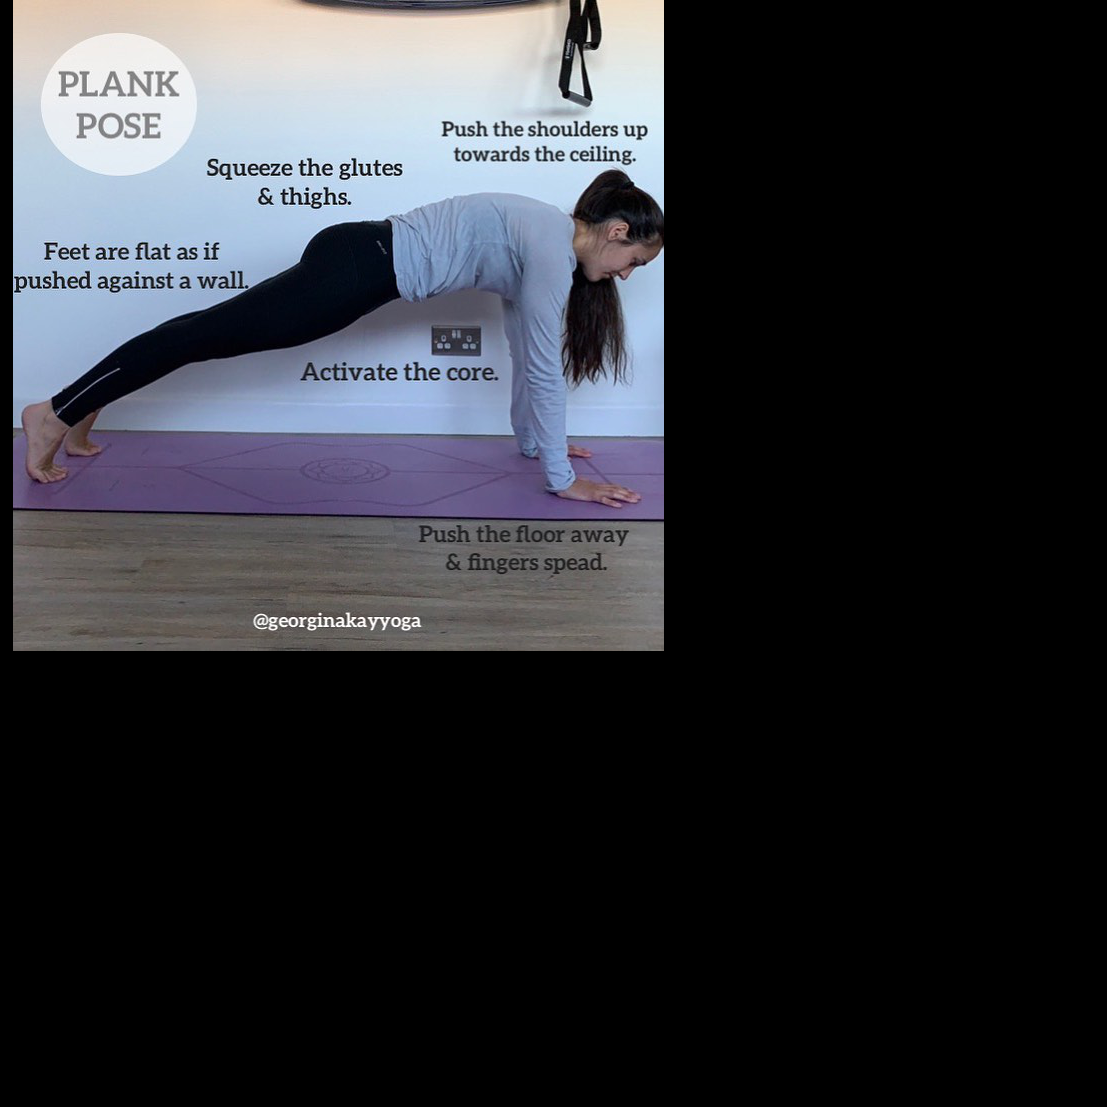 PLANK
POSE
Push the shoulders up
towards the ceiling.
Squeeze the glutes
& thighs.
Feet are flat as if
pushed against a wall.
Activate the core.
Push the floor away
& fingers spead.
@georginakayyoga